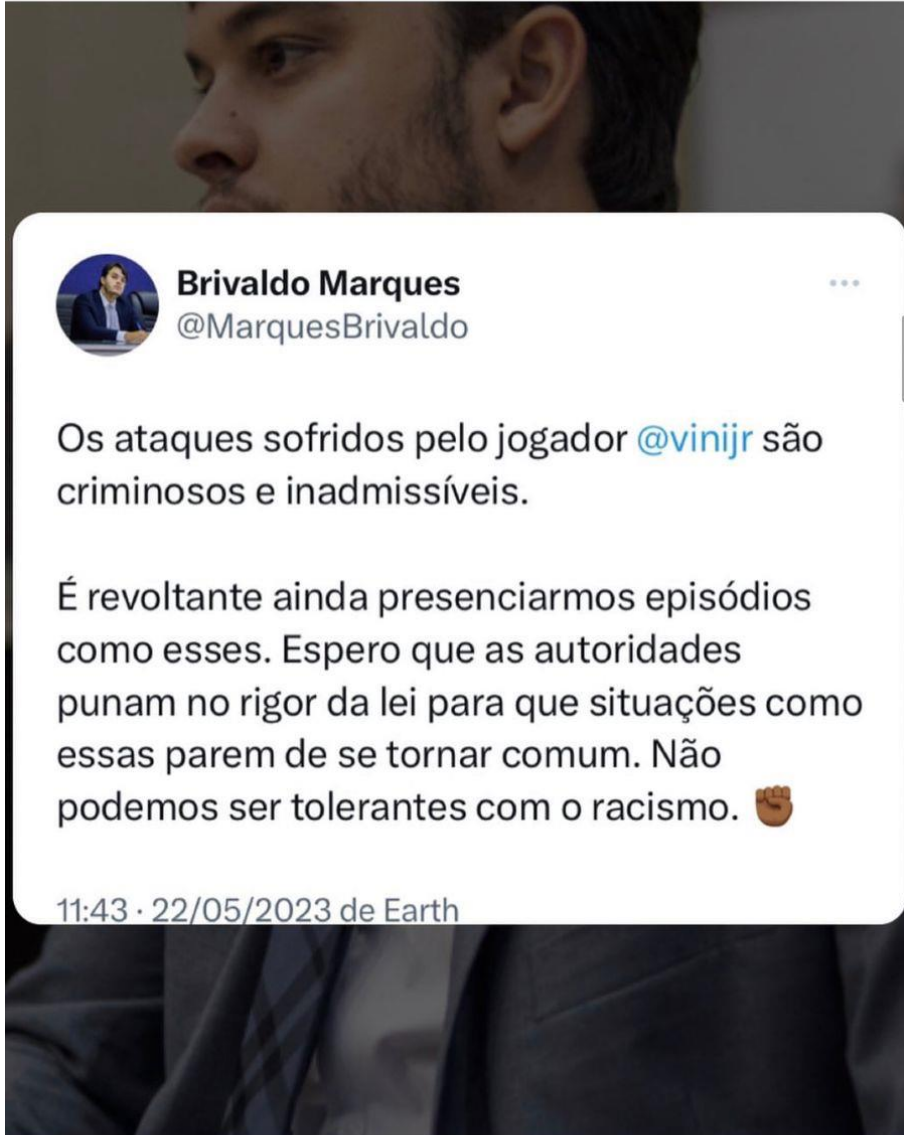 Brivaldo Marques
@MarquesBrivaldo
Os ataques sofridos pelo jogador @vinijr são
criminosos e inadmissíveis.
É revoltante ainda presenciarmos episódios
como esses. Espero que as autoridades
punam no rigor da lei para que situações como
essas parem de se tornar comum. Não
podemos ser tolerantes com o racismo. ✊🏾
11:43 · 22/05/2023 de Earth